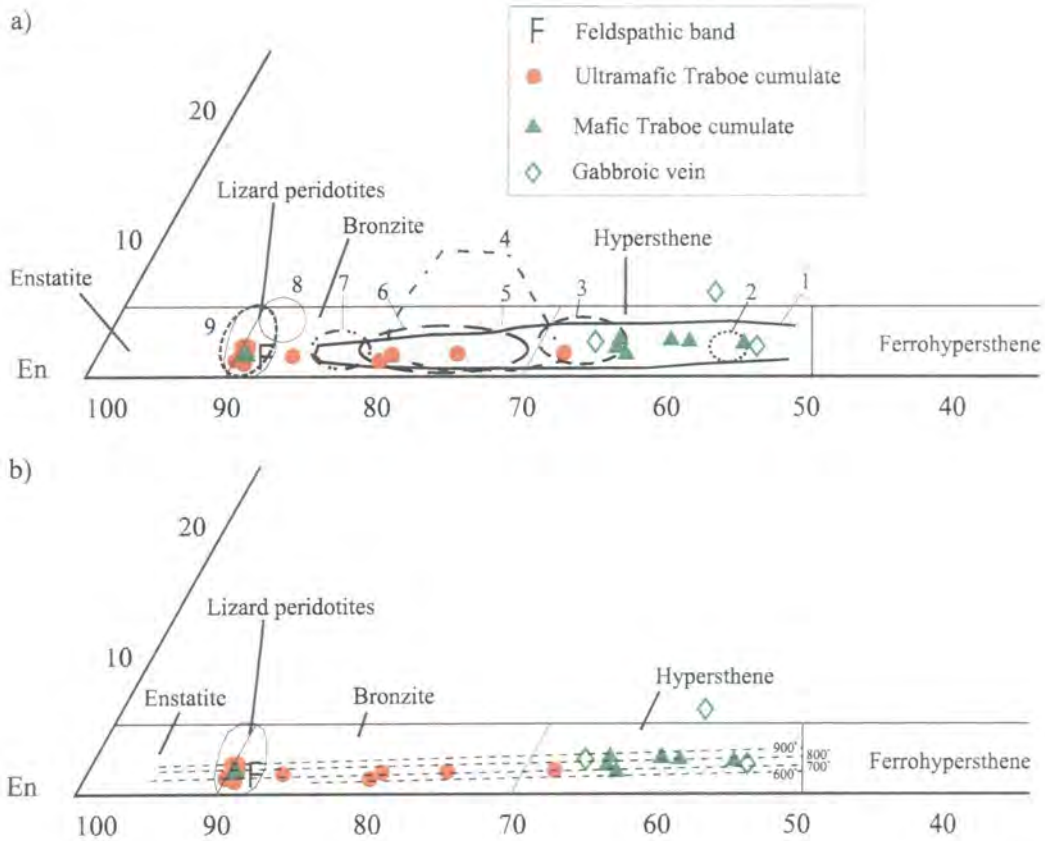 a)
F Feldspathic band
Ultramafic Traboe cumulate
Mafic Traboe cumulate
Gabbroic vein
20
Lizard peridotites
Bronzite
4
Hypersthene
10
Enstatite
8
7
6
5
3
2
1
9
F
Ferrohypersthene
En
100 90 80 70 60 50 40
b)
20
Lizard peridotites
10
Enstatite
Bronzite
Hypersthene
900°
800°
700°
600°
F
Ferrohypersthene
En
100 90 80 70 60 50 40